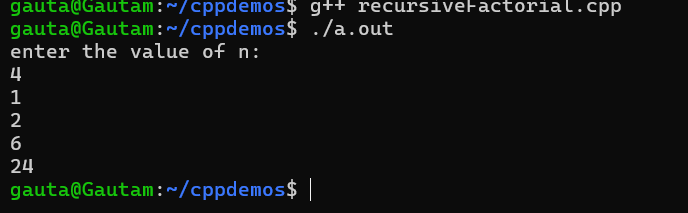 gauta@Gautam:~/cppdemos$ g++ recursiveFactorial.cpp
gauta@Gautam:~/cppdemos$ ./a.out
enter the value of n:
4
1
2
6
24
gauta@Gautam:~/cppdemos$